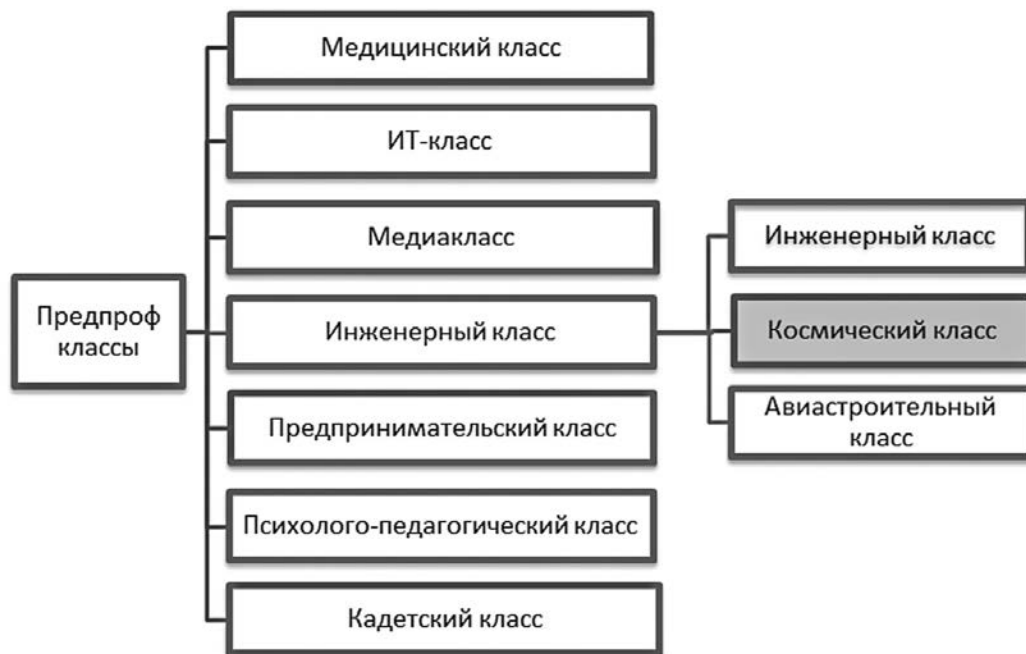 Предпроф
классы
Медицинский класс
ИТ-класс
Медиакласс
Инженерный класс
Предпринимательский класс
Психолого-педагогический класс
Кадетский класс
Инженерный класс
Космический класс
Авиастроительный
класс